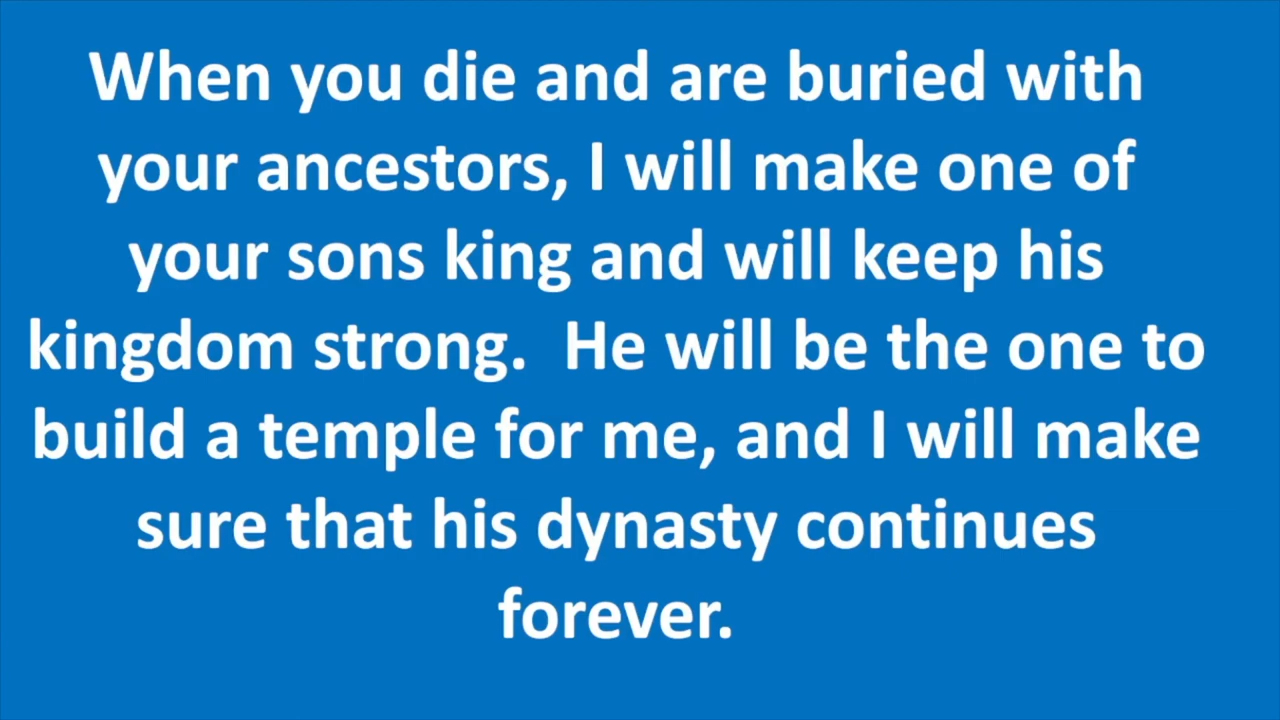 When you die and are buried with
your ancestors, I will make one of
your sons king and will keep his
kingdom strong.  He will be the one to
build a temple for me, and I will make
sure that his dynasty continues
forever.